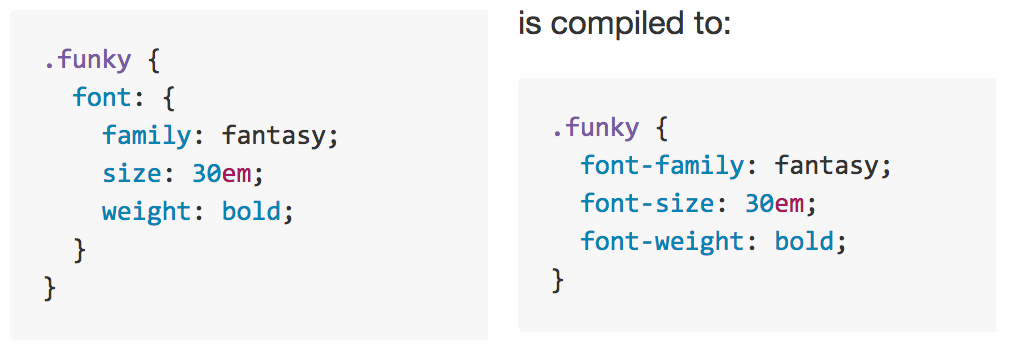 .funky {
  font: {
    family: fantasy;
    size: 30em;
    weight: bold;
  }
}
is compiled to:
.funky {
  font-family: fantasy;
  font-size: 30em;
  font-weight: bold;
}